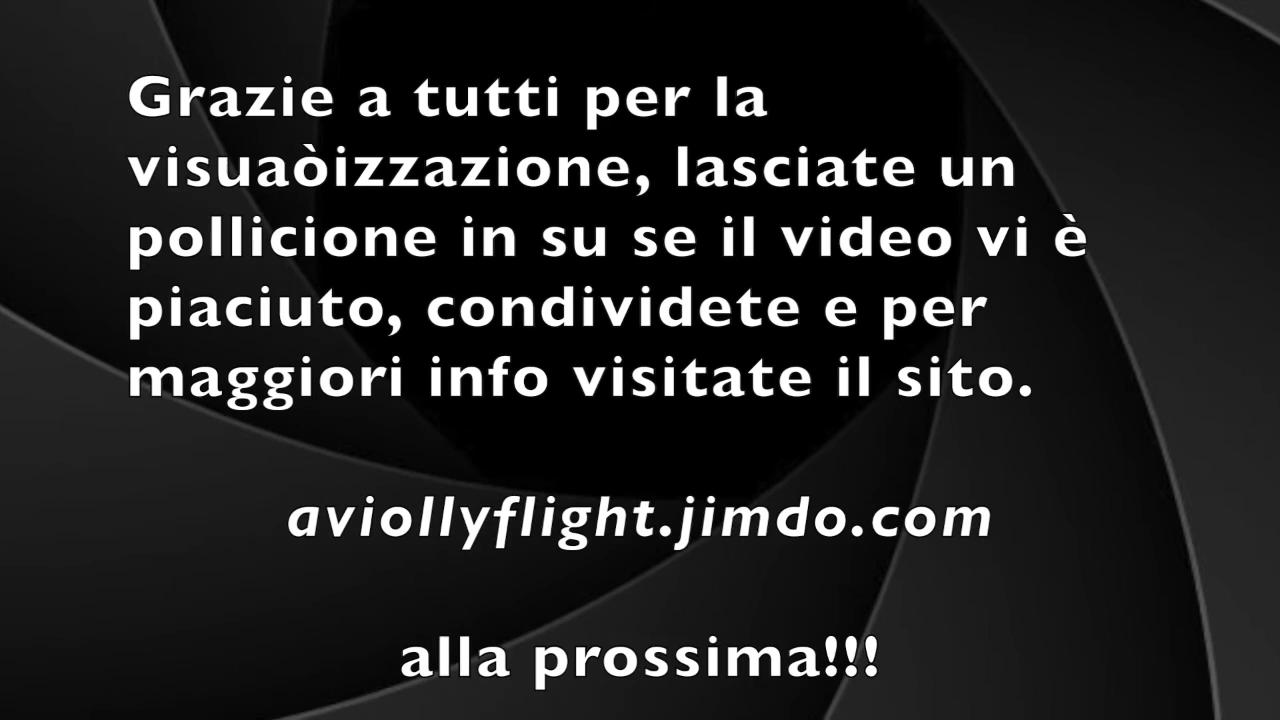 Grazie a tutti per la
visuaòizzazione, lasciate un
pollicione in su se il video vi è
piaciuto, condividete e per
maggiori info visitate il sito.
aviollyflight.jimdo.com
alla prossima!!!